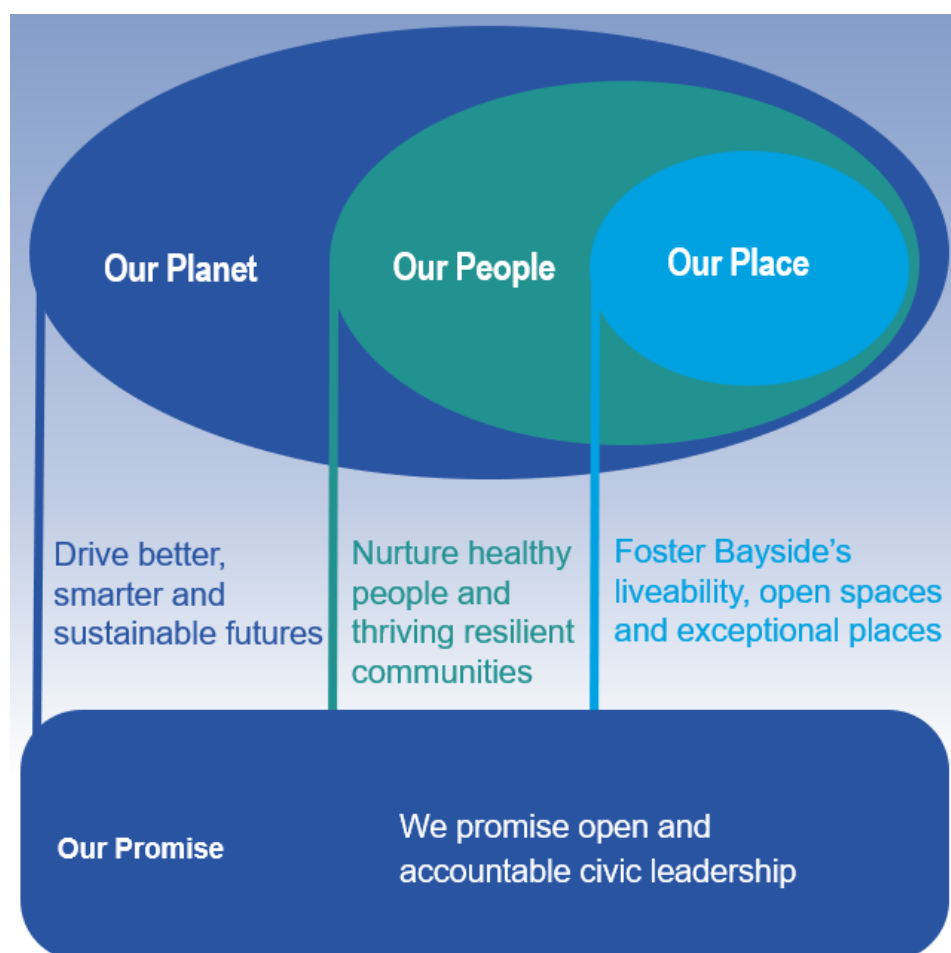 Our Planet
Our People
Our Place
Drive better,
smarter and
sustainable futures
Nurture healthy
people and
thriving resilient
communities
Foster Bayside’s
liveability, open spaces
and exceptional places
Our Promise
We promise open and
accountable civic leadership